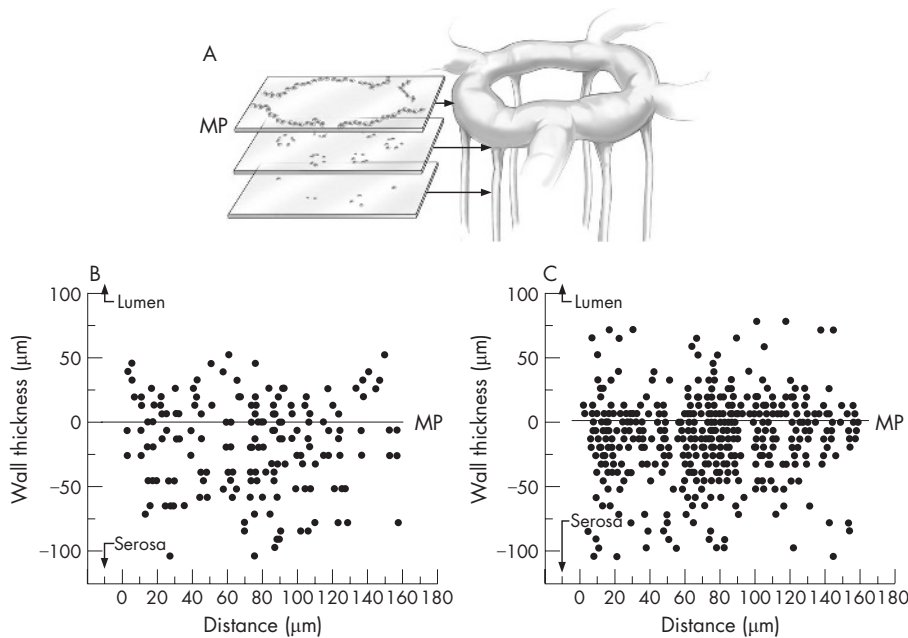 A
MP
B
100
Lumen
50
0
MP
−50
Serosa
−100
Wall thickness (μm)
0 20 40 60 80 100 120 140 160 180
Distance (μm)
C
100
Lumen
50
0
MP
−50
Serosa
−100
Wall thickness (μm)
0 20 40 60 80 100 120 140 160 180
Distance (μm)